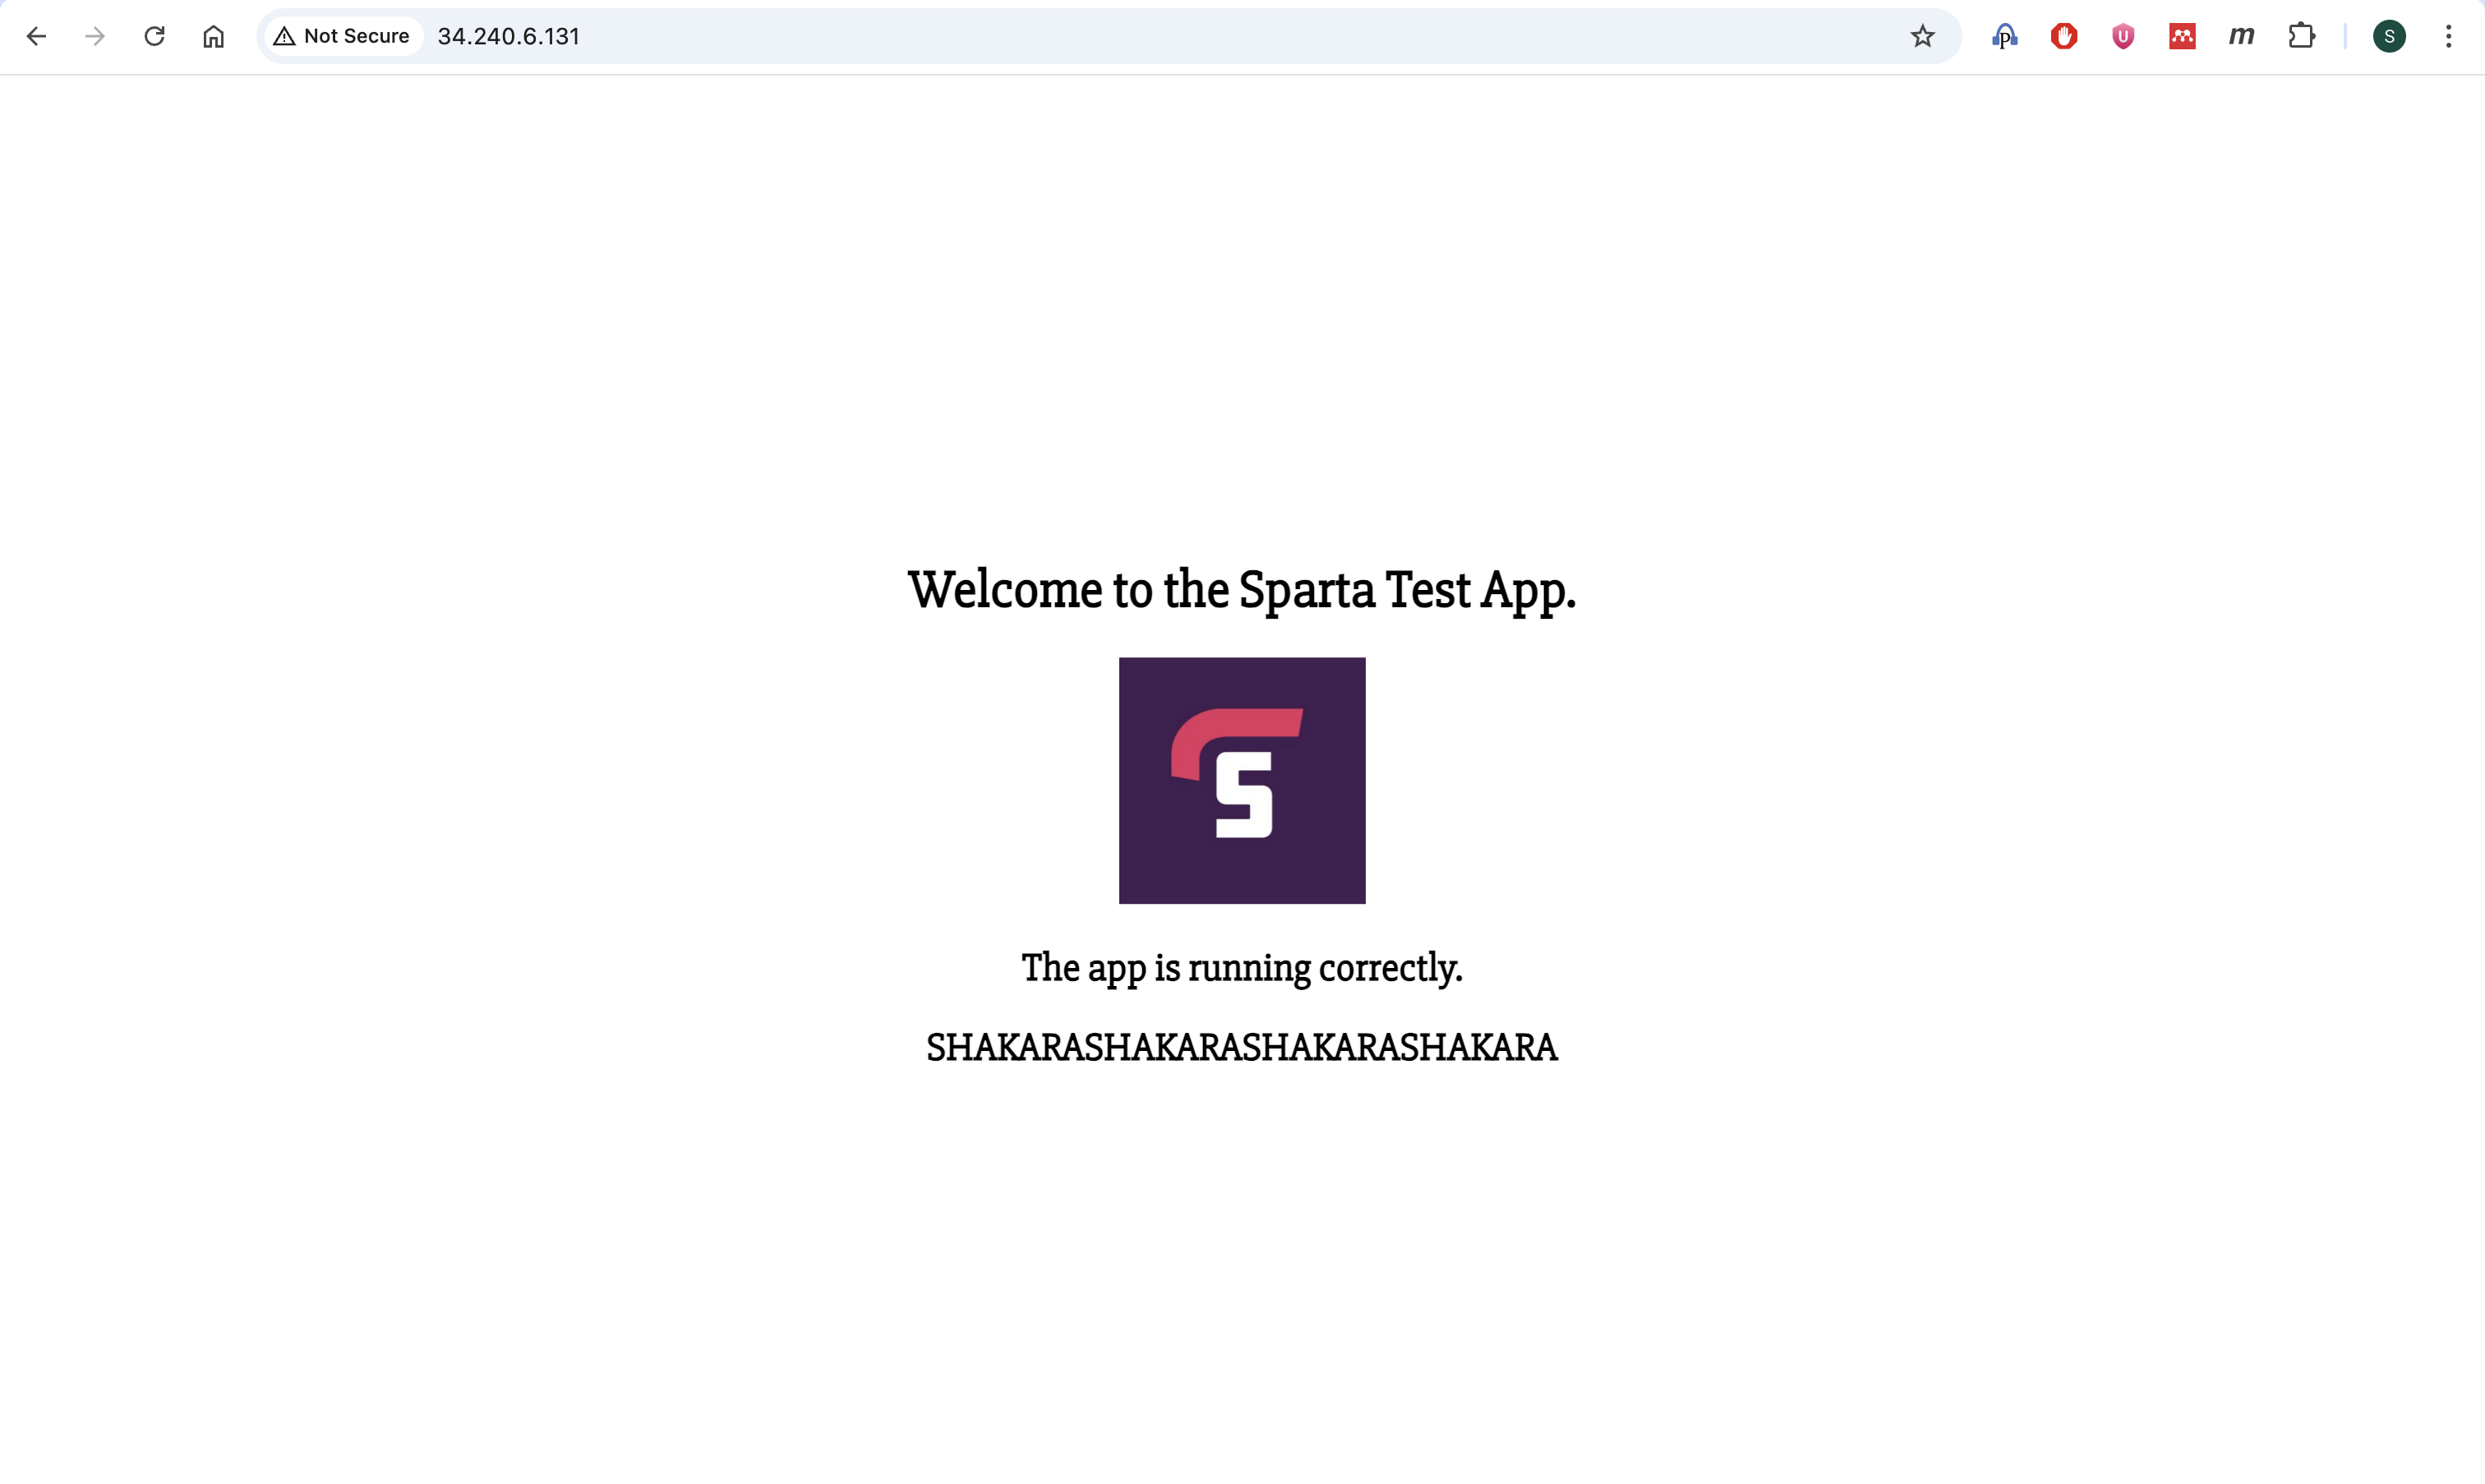 Not Secure 34.240.6.131
P
U
m
S
Welcome to the Sparta Test App.
S
The app is running correctly.
SHAKARASHAKARASHAKARASHAKARA